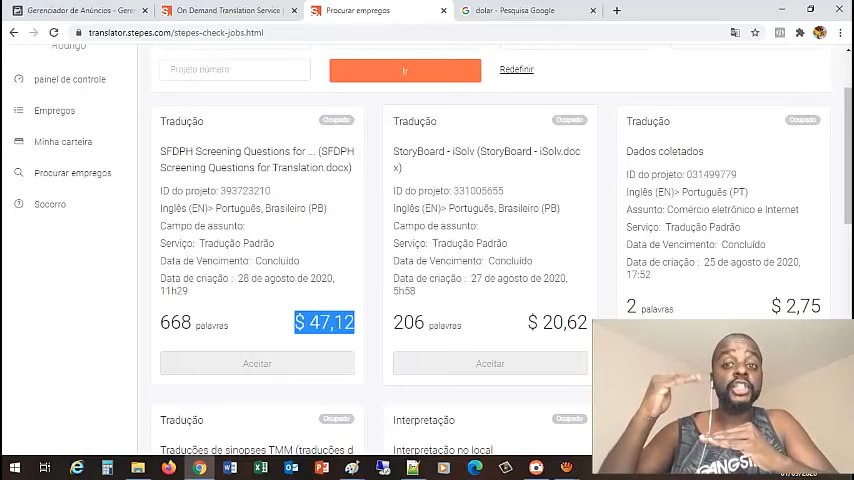 Gerenciador de Anúncios - Geren
On Demand Translation Service |
Procurar empregos
dolar - Pesquisa Google
translator.stepes.com/stepes-check-jobs.html
Rodrigo
painel de controle
Empregos
Minha carteira
Procurar empregos
Socorro
Projeto número
Ir
Redefinir
Tradução
Ocupado
SFDPH Screening Questions for ... (SFDPH
Screening Questions for Translation.docx)
ID do projeto: 393723210
Inglês (EN)> Português, Brasileiro (PB)
Campo de assunto:
Serviço: Tradução Padrão
Data de Vencimento: Concluído
Data de criação : 28 de agosto de 2020,
11h29
668 palavras
$ 47,12
Aceitar
Tradução
Ocupado
StoryBoard - iSolv (StoryBoard - iSolv.doc
x)
ID do projeto: 331005655
Inglês (EN)> Português, Brasileiro (PB)
Campo de assunto:
Serviço: Tradução Padrão
Data de Vencimento: Concluído
Data de criação : 27 de agosto de 2020,
5h58
206 palavras
$ 20,62
Aceitar
Tradução
Ocupado
Dados coletados
ID do projeto: 031499779
Inglês (EN)> Português (PT)
Assunto: Comércio eletrônico e Internet
Serviço: Tradução Padrão
Data de Vencimento: Concluído
Data de criação : 25 de agosto de 2020,
17:52
2 palavras
$ 2,75
Tradução
Ocupado
Traduções de sinopses TMM (traduções d
Interpretação
Ocupado
Interpretação no local
GANGST